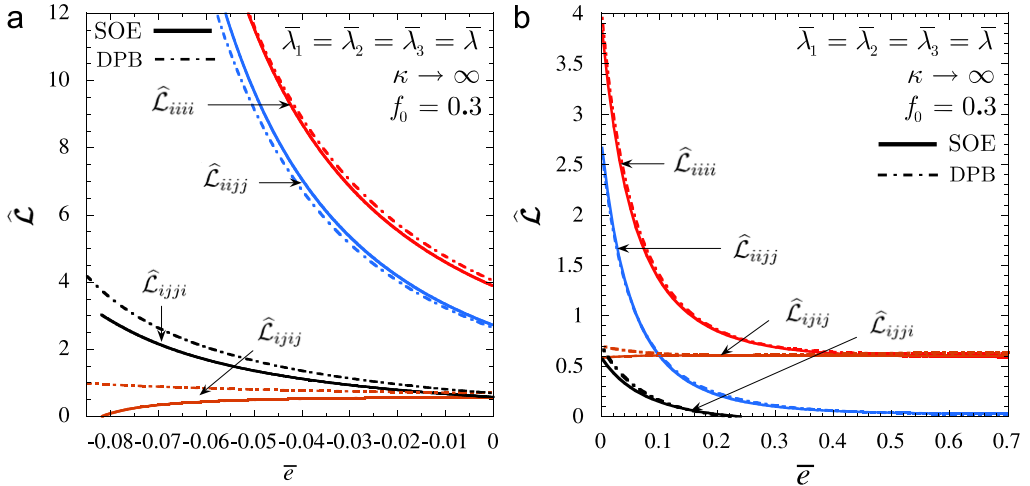 a
SOE
DPB
λ̄₁ = λ̄₂ = λ̄₃ = λ̄
κ → ∞
f₀ = 0.3
𝓛̂ᵢᵢᵢᵢ
𝓛̂ᵢᵢⱼⱼ
𝓛̂ᵢⱼⱼᵢ
𝓛̂ᵢⱼᵢⱼ
𝓛̂
12
10
8
6
4
2
0
-0.08 -0.07 -0.06 -0.05 -0.04 -0.03 -0.02 -0.01 0
e̅
b
λ̄₁ = λ̄₂ = λ̄₃ = λ̄
κ → ∞
f₀ = 0.3
SOE
DPB
𝓛̂ᵢᵢᵢᵢ
𝓛̂ᵢᵢⱼⱼ
𝓛̂ᵢⱼᵢⱼ
𝓛̂ᵢⱼⱼᵢ
𝓛̂
4
3.5
3
2.5
2
1.5
1
0.5
0
0 0.1 0.2 0.3 0.4 0.5 0.6 0.7
e̅